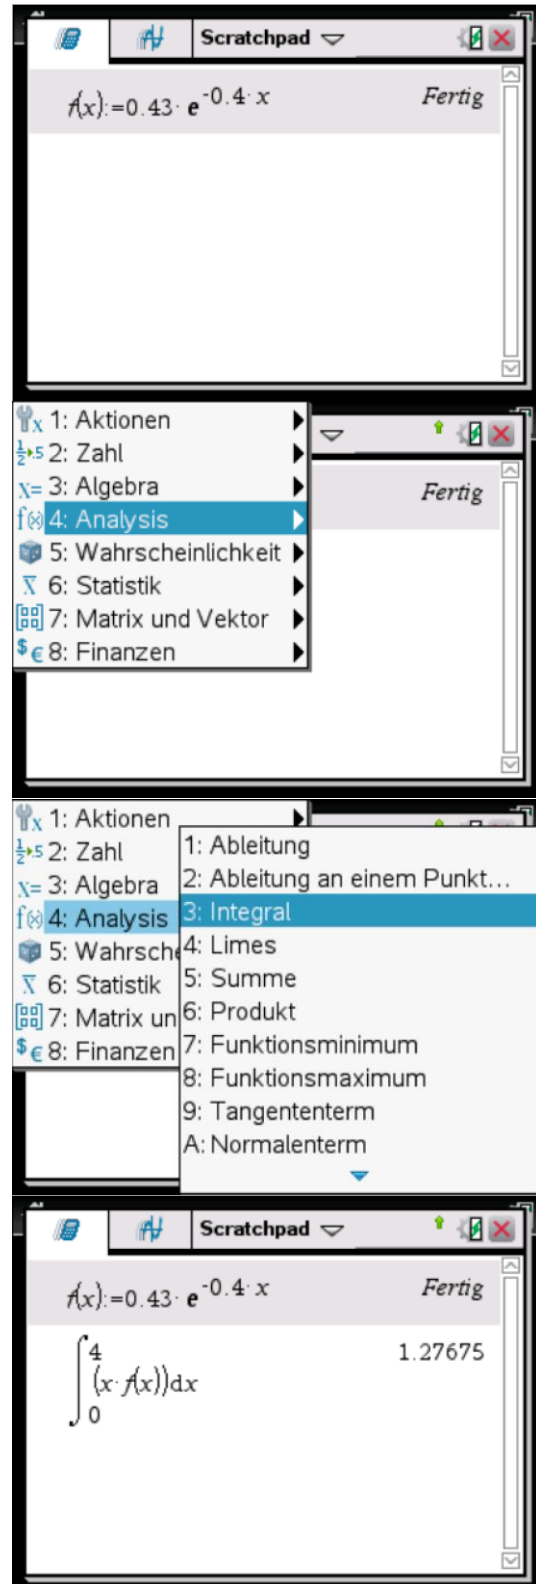 Scratchpad
f(x):=0.43·e^-0.4·x Fertig
1: Aktionen
2: Zahl
3: Algebra
4: Analysis
5: Wahrscheinlichkeit
6: Statistik
7: Matrix und Vektor
8: Finanzen
Fertig
1: Aktionen
2: Zahl
3: Algebra
4: Analysis
5: Wahrsche
6: Statistik
7: Matrix un
8: Finanzen
1: Ableitung
2: Ableitung an einem Punkt...
3: Integral
4: Limes
5: Summe
6: Produkt
7: Funktionsminimum
8: Funktionsmaximum
9: Tangententerm
A: Normalenterm
Scratchpad
f(x):=0.43·e^-0.4·x Fertig
4
∫(x·f(x))dx 1.27675
0